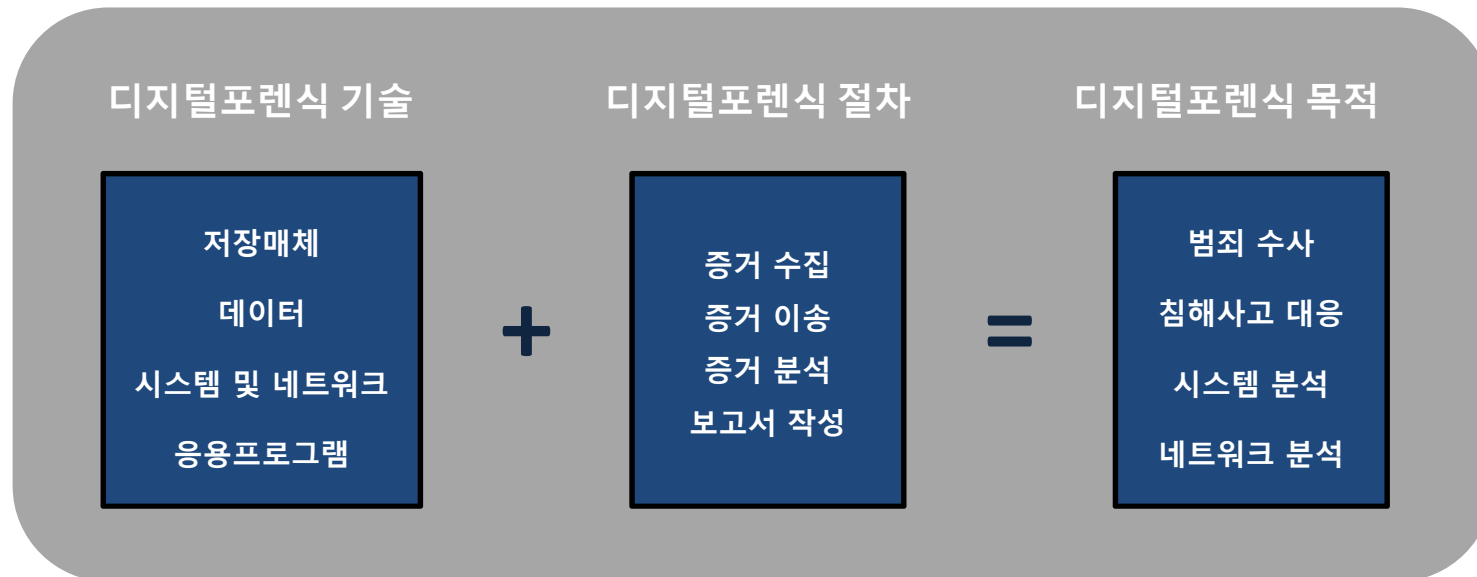 디지털포렌식 기술
저장매체
데이터
시스템 및 네트워크
응용프로그램
+
디지털포렌식 절차
증거 수집
증거 이송
증거 분석
보고서 작성
=
디지털포렌식 목적
범죄 수사
침해사고 대응
시스템 분석
네트워크 분석